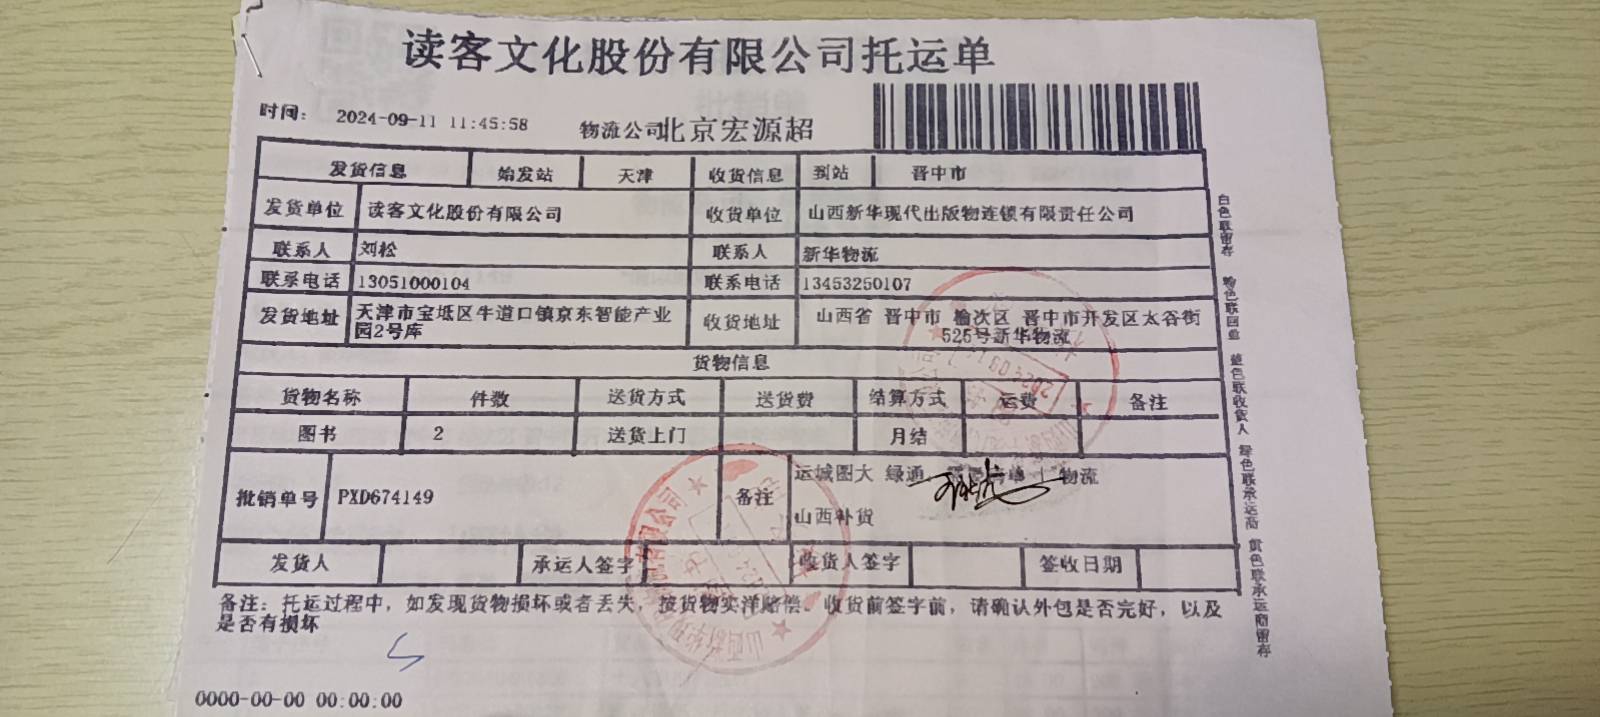 读客文化股份有限公司托运单
时间： 2024-09-11 11:45:58 物流公司北京宏源超
发货信息 始发站 天津 收货信息 到站 晋中市
发货单位 读客文化股份有限公司 收货单位 山西新华现代出版物连锁有限责任公司
联系人 刘松 联系人 新华物流
联系电话 13051000104 联系电话 13453250107
发货地址 天津市宝坻区牛道口镇京东智能产业园2号库 收货地址 山西省 晋中市 榆次区 晋中市开发区太谷街525号新华物流
货物信息
货物名称 件数 送货方式 送货费 结算方式 运费 备注
图书 2 送货上门 月结
批销单号 PXD674149 备注 运城图大 绿通 物流
山西补货
发货人 承运人签字 收货人签字 签收日期
备注：托运过程中，如发现货物损坏或者丢失，按货物实洋赔偿。收货前签字前，请确认外包是否完好，以及
是否有损坏
0000-00-00 00:00:00
白色联留存 粉色联回单 蓝色联收货人 绿色联承运商 黄色联承运商留存